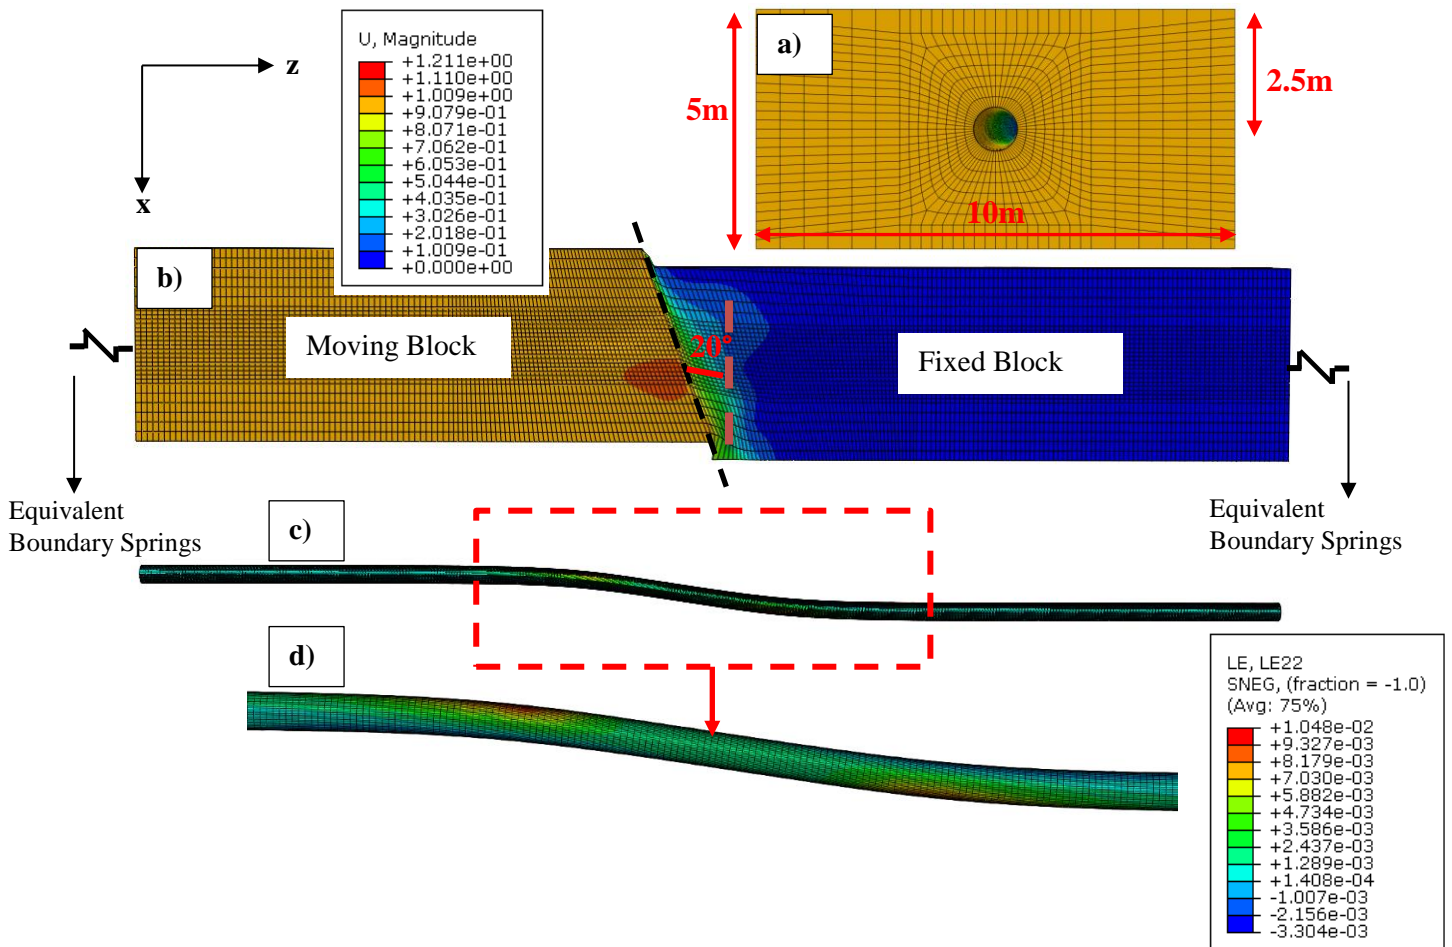 U, Magnitude
+1.211e+00
+1.110e+00
+1.009e+00
+9.079e-01
+8.071e-01
+7.062e-01
+6.053e-01
+5.044e-01
+4.035e-01
+3.026e-01
+2.018e-01
+1.009e-01
+0.000e+00
z
x
a)
5m
2.5m
10m
b)
Moving Block
20°
Fixed Block
Equivalent
Boundary Springs
Equivalent
Boundary Springs
c)
d)
LE, LE22
SNEG, (fraction = -1.0)
(Avg: 75%)
+1.048e-02
+9.327e-03
+8.179e-03
+7.030e-03
+5.882e-03
+4.734e-03
+3.586e-03
+2.437e-03
+1.289e-03
+1.408e-04
-1.007e-03
-2.156e-03
-3.304e-03